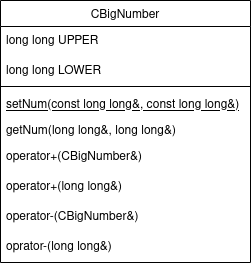 CBigNumber
long long UPPER
long long LOWER
setNum(const long long&, const long long&)
getNum(long long&, long long&)
operator+(CBigNumber&)
operator+(long long&)
operator-(CBigNumber&)
oprator-(long long&)